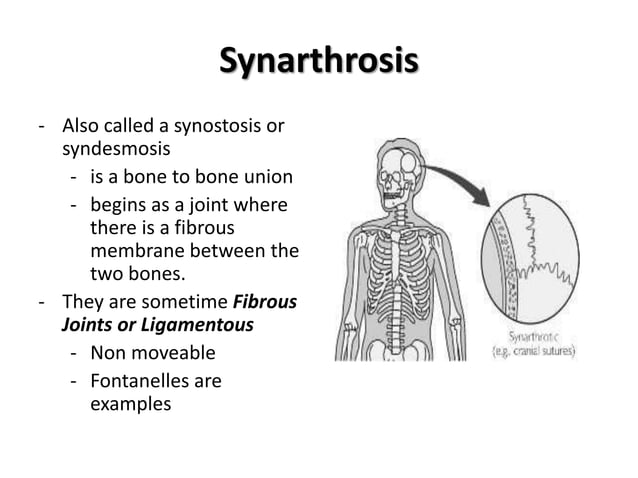 Synarthrosis
- Also called a synostosis or
syndesmosis
- is a bone to bone union
- begins as a joint where
there is a fibrous
membrane between the
two bones.
- They are sometime Fibrous
Joints or Ligamentous
- Non moveable
- Fontanelles are
examples
Synarthrotic
(e.g. cranial sutures)